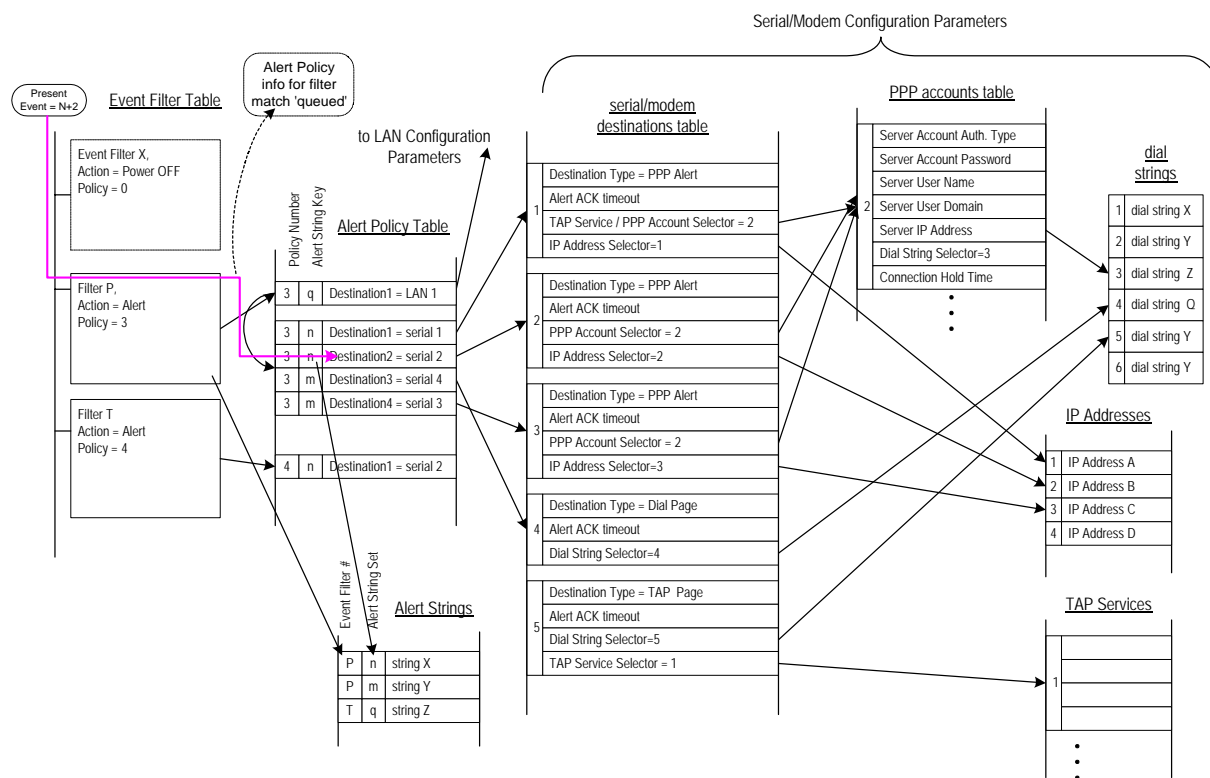 Serial/Modem Configuration Parameters
Present
Event = N+2
Event Filter Table
Alert Policy
info for filter
match 'queued'
Event Filter X,
Action = Power OFF
Policy = 0
Filter P,
Action = Alert
Policy = 3
Filter T
Action = Alert
Policy = 4
to LAN Configuration
Parameters
Policy Number
Alert String Key
Alert Policy Table
3 q Destination1 = LAN 1
3 n Destination1 = serial 1
3 n Destination2 = serial 2
3 m Destination3 = serial 4
3 m Destination4 = serial 3
4 n Destination1 = serial 2
Event Filter #
Alert String Set
Alert Strings
P n string X
P m string Y
T q string Z
serial/modem
destinations table
1
Destination Type = PPP Alert
Alert ACK timeout
TAP Service / PPP Account Selector = 2
IP Address Selector=1
2
Destination Type = PPP Alert
Alert ACK timeout
PPP Account Selector = 2
IP Address Selector=2
3
Destination Type = PPP Alert
Alert ACK timeout
PPP Account Selector = 2
IP Address Selector=3
4
Destination Type = Dial Page
Alert ACK timeout
Dial String Selector=4
5
Destination Type = TAP Page
Alert ACK timeout
Dial String Selector=5
TAP Service Selector = 1
PPP accounts table
2
Server Account Auth. Type
Server Account Password
Server User Name
Server User Domain
Server IP Address
Dial String Selector=3
Connection Hold Time
dial
strings
1 dial string X
2 dial string Y
3 dial string Z
4 dial string Q
5 dial string Y
6 dial string Y
IP Addresses
1 IP Address A
2 IP Address B
3 IP Address C
4 IP Address D
TAP Services
1